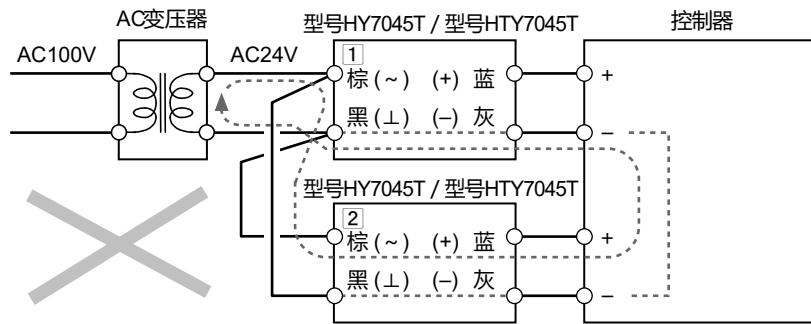 AC变压器 型号HY7045T / 型号HTY7045T 控制器
AC100V AC24V
1
棕 (~) (+) 蓝 +
黑 (⊥) (–) 灰 –
型号HY7045T / 型号HTY7045T
2
棕 (~) (+) 蓝 +
黑 (⊥) (–) 灰 –